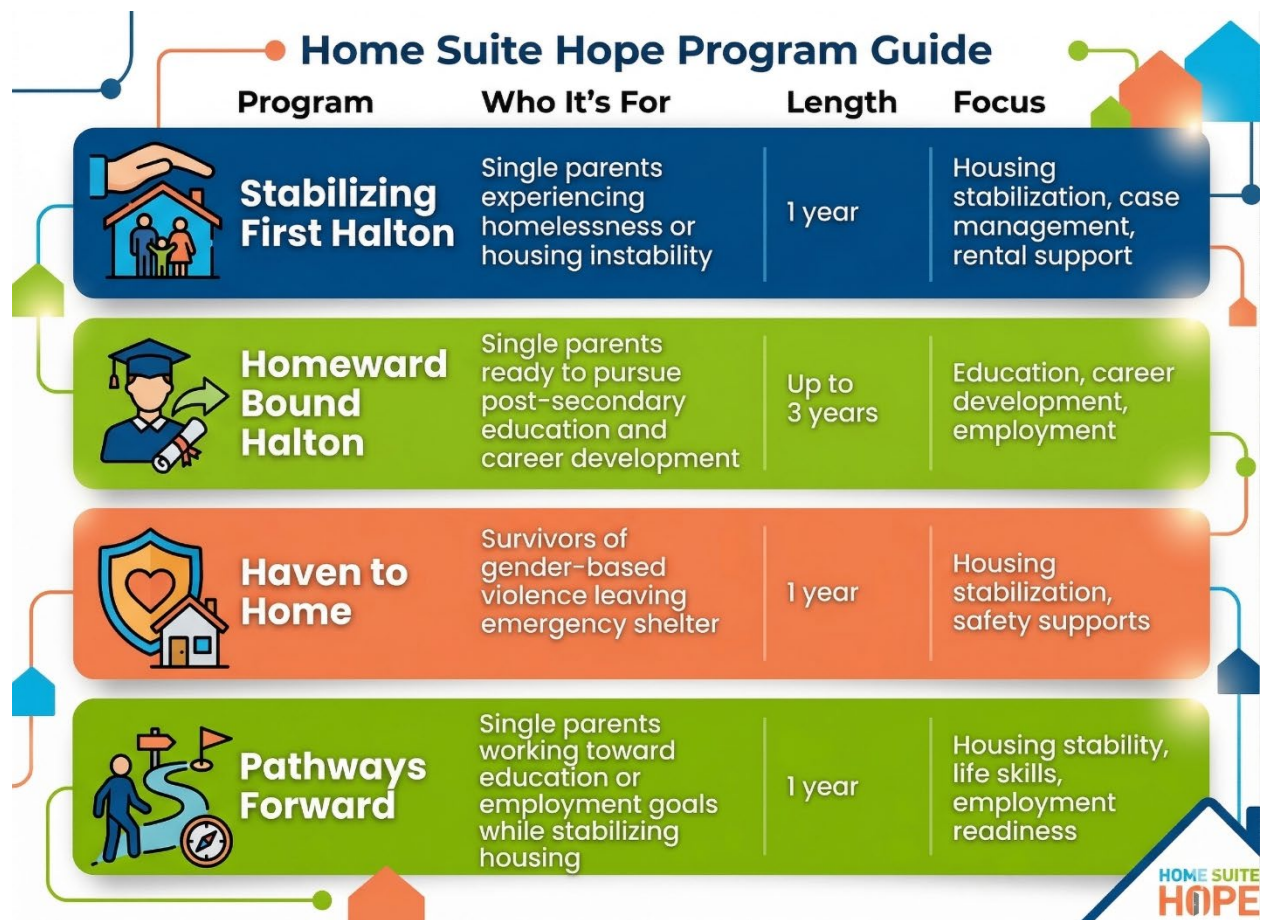 Home Suite Hope Program Guide
Program
Who It's For
Length
Focus
Stabilizing
First Halton
Single parents
experiencing
homelessness or
housing instability
1 year
Housing
stabilization, case
management,
rental support
Homeward
Bound
Halton
Single parents
ready to pursue
post-secondary
education and
career development
Up to
3 years
Education, career
development,
employment
Haven to
Home
Survivors of
gender-based
violence leaving
emergency shelter
1 year
Housing
stabilization,
safety supports
Pathways
Forward
Single parents
working toward
education or
employment goals
while stabilizing
housing
1 year
Housing stability,
life skills,
employment
readiness
HOME SUITE
HOPE